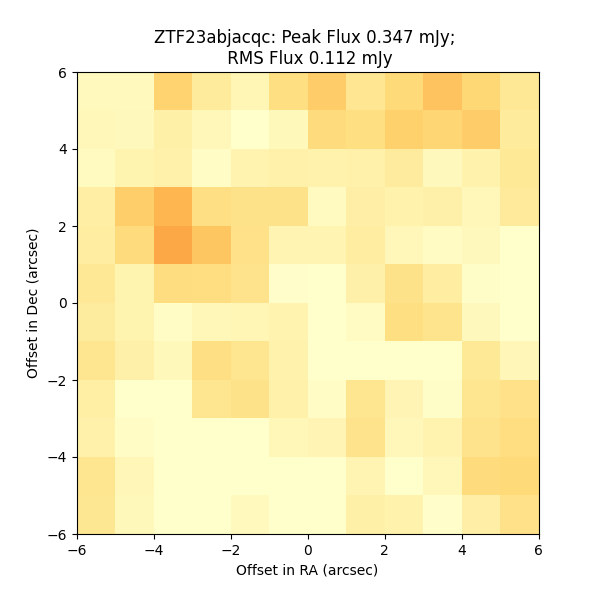 ZTF23abjacqc: Peak Flux 0.347 mJy;
RMS Flux 0.112 mJy
6
4
2
0
−2
−4
−6
Offset in Dec (arcsec)
−6 −4 −2 0 2 4 6
Offset in RA (arcsec)